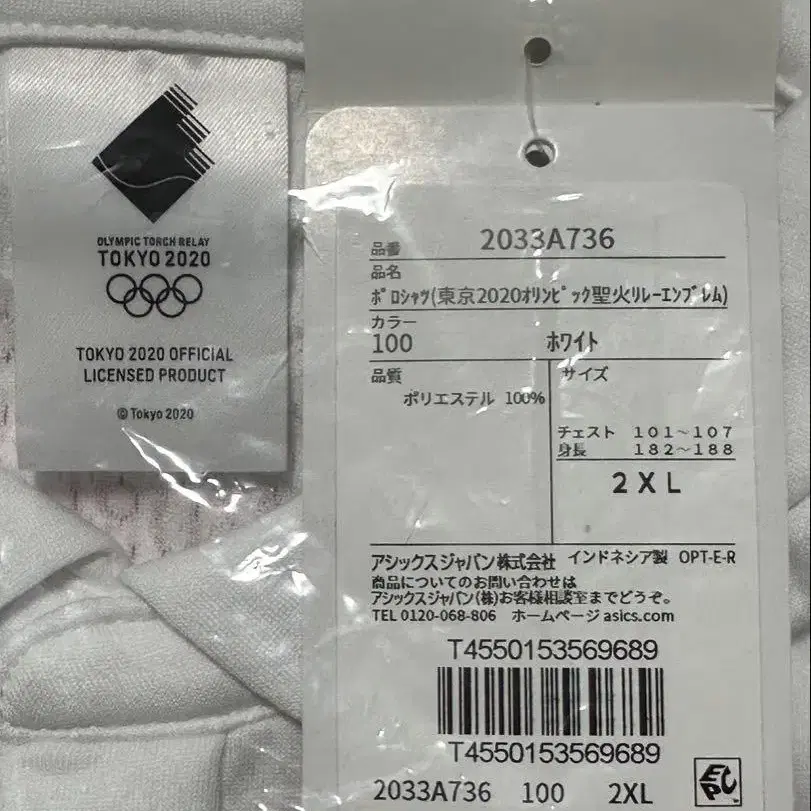 OLYMPIC TORCH RELAY
TOKYO 2020
TOKYO 2020 OFFICIAL
LICENSED PRODUCT
© Tokyo 2020
品番 2033A736
品名
ﾎﾟﾛｼｬﾂ(東京2020ｵﾘﾝﾋﾟｯｸ聖火ﾘﾚｰｴﾝﾌﾞﾚﾑ)
カラー
100 ﾎﾜｲﾄ
品質
ポリエステル 100%
サイズ
チェスト 101～107
身長 182～188
2XL
アシックスジャパン株式会社 インドネシア製 OPT-E-R
商品についてのお問い合わせは
アシックスジャパン(株)お客様相談室までどうぞ。
TEL 0120-068-806 ホームページ asics.com
T4550153569689
T4550153569689
2033A736 100 2XL